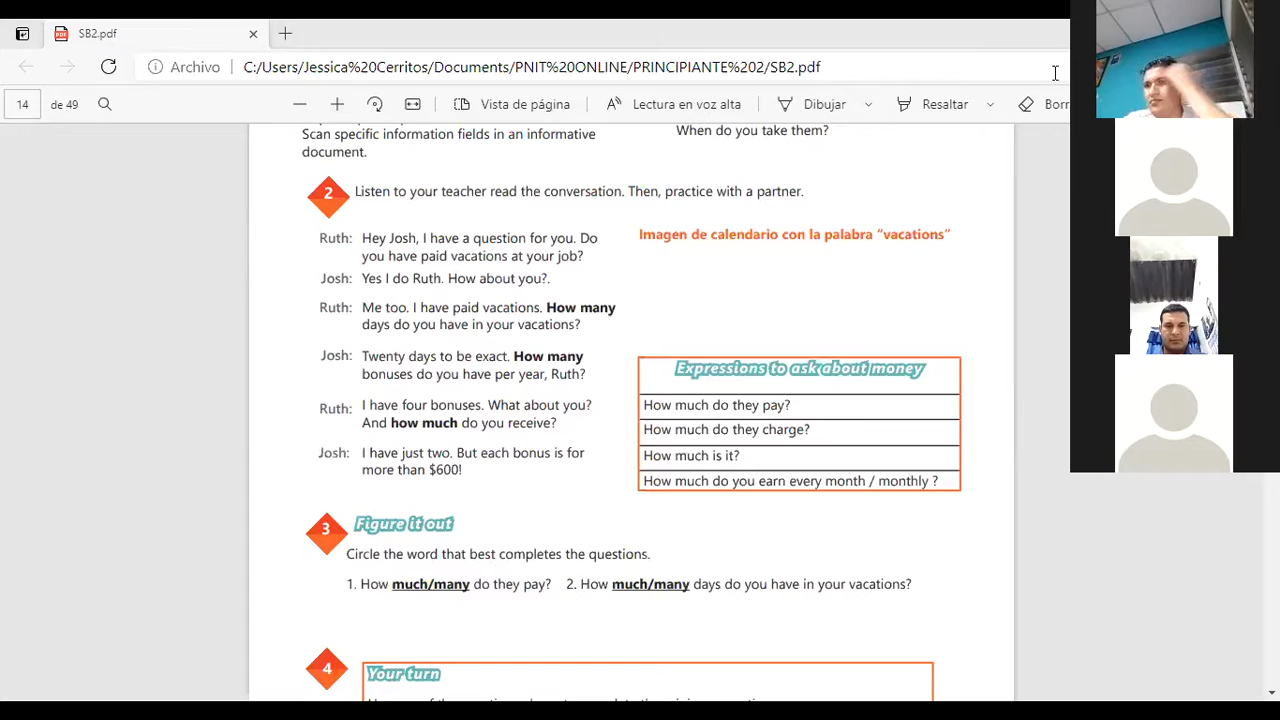 SB2.pdf
Archivo
C:/Users/Jessica%20Cerritos/Documents/PNIT%20ONLINE/PRINCIPIANTE%202/SB2.pdf
14 de 49
Vista de página
Lectura en voz alta
Dibujar
Resaltar
Borr
Scan specific information fields in an informative
document.
When do you take them?
2 Listen to your teacher read the conversation. Then, practice with a partner.
Ruth: Hey Josh, I have a question for you. Do
you have paid vacations at your job?
Josh: Yes I do Ruth. How about you?.
Ruth: Me too. I have paid vacations. How many
days do you have in your vacations?
Josh: Twenty days to be exact. How many
bonuses do you have per year, Ruth?
Ruth: I have four bonuses. What about you?
And how much do you receive?
Josh: I have just two. But each bonus is for
more than $600!
Imagen de calendario con la palabra “vacations”
Expressions to ask about money
How much do they pay?
How much do they charge?
How much is it?
How much do you earn every month / monthly ?
3 Figure it out
Circle the word that best completes the questions.
1. How much/many do they pay? 2. How much/many days do you have in your vacations?
4 Your turn